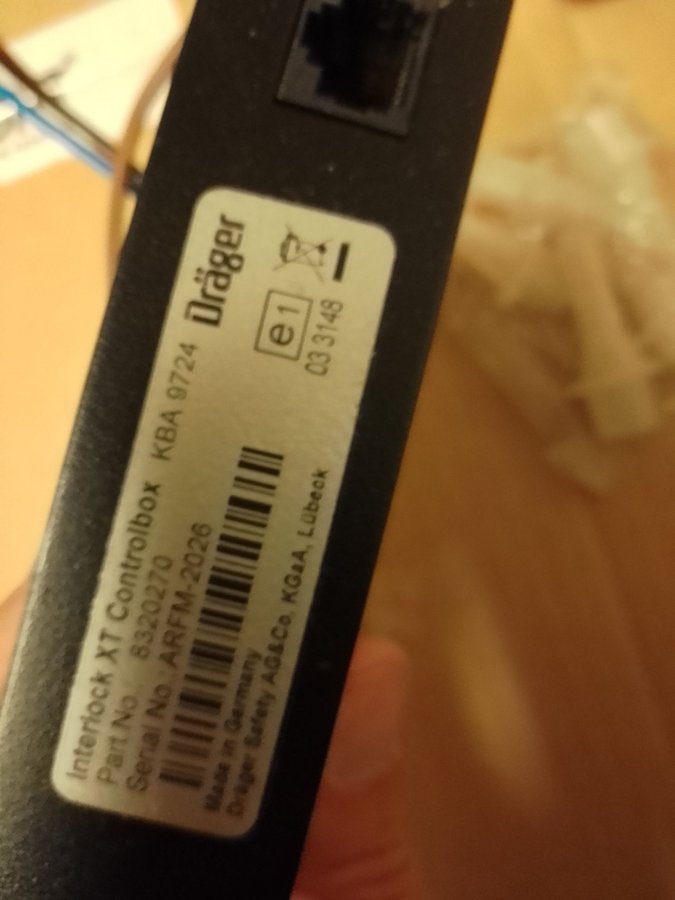 Dräger
Interlock XT Controlbox KBA 9724
Part.No. 8320270
Serial No. ARFM-2026
e1
03 3148
Made in Germany
Dräger Safety AG&Co. KGaA, Lübeck